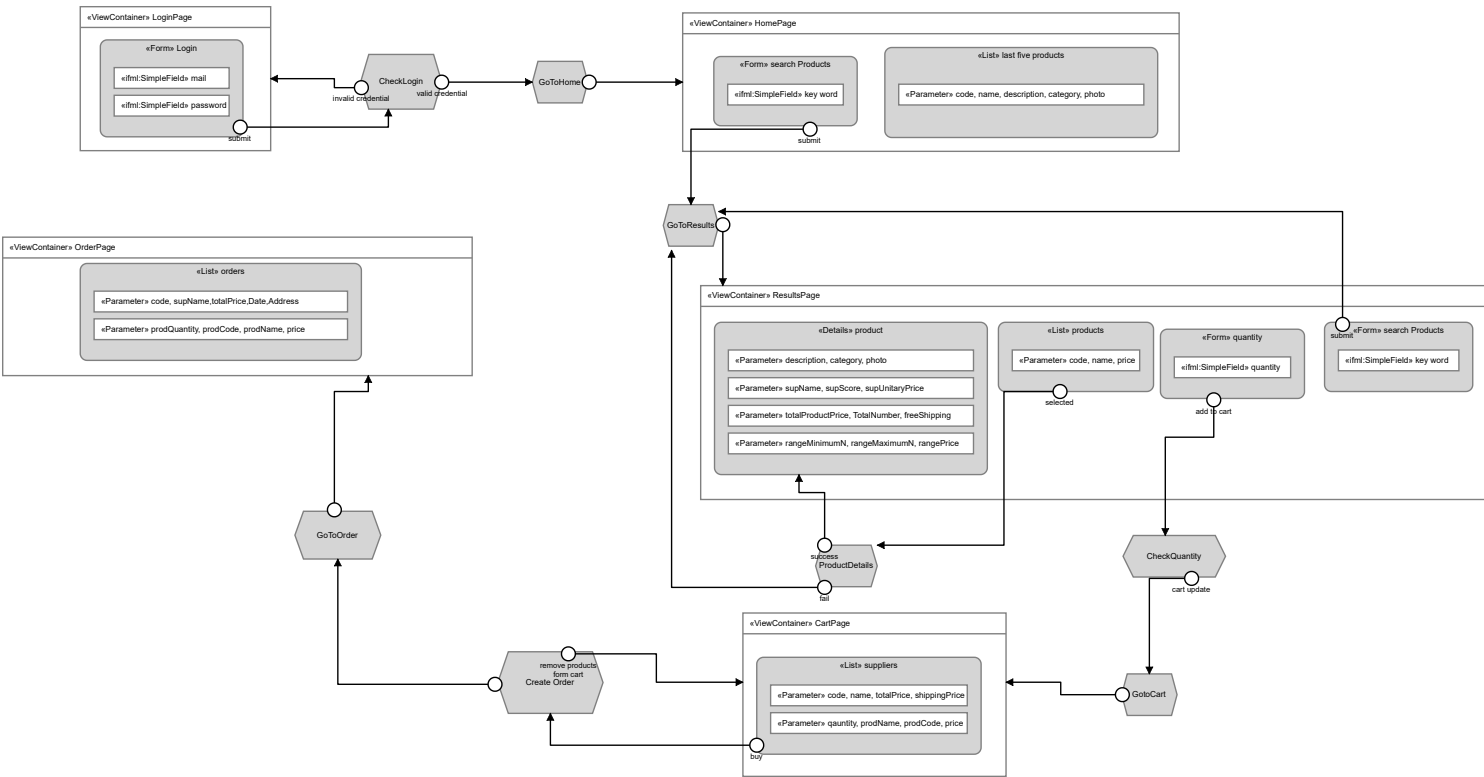 «ViewContainer» LoginPage
«Form» Login
«ifml:SimpleField» mail
«ifml:SimpleField» password
submit
CheckLogin
invalid credential
valid credential
GoToHome
«ViewContainer» HomePage
«Form» search Products
«ifml:SimpleField» key word
submit
«List» last five products
«Parameter» code, name, description, category, photo
GoToResults
«ViewContainer» OrderPage
«List» orders
«Parameter» code, supName,totalPrice,Date,Address
«Parameter» prodQuantity, prodCode, prodName, price
«ViewContainer» ResultsPage
«Details» product
«Parameter» description, category, photo
«Parameter» supName, supScore, supUnitaryPrice
«Parameter» totalProductPrice, TotalNumber, freeShipping
«Parameter» rangeMinimumN, rangeMaximumN, rangePrice
«List» products
«Parameter» code, name, price
selected
«Form» quantity
«ifml:SimpleField» quantity
add to cart
submit
«Form» search Products
«ifml:SimpleField» key word
GoToOrder
success
ProductDetails
fail
CheckQuantity
cart update
«ViewContainer» CartPage
«List» suppliers
«Parameter» code, name, totalPrice, shippingPrice
«Parameter» qauntity, prodName, prodCode, price
buy
remove products
form cart
Create Order
GotoCart